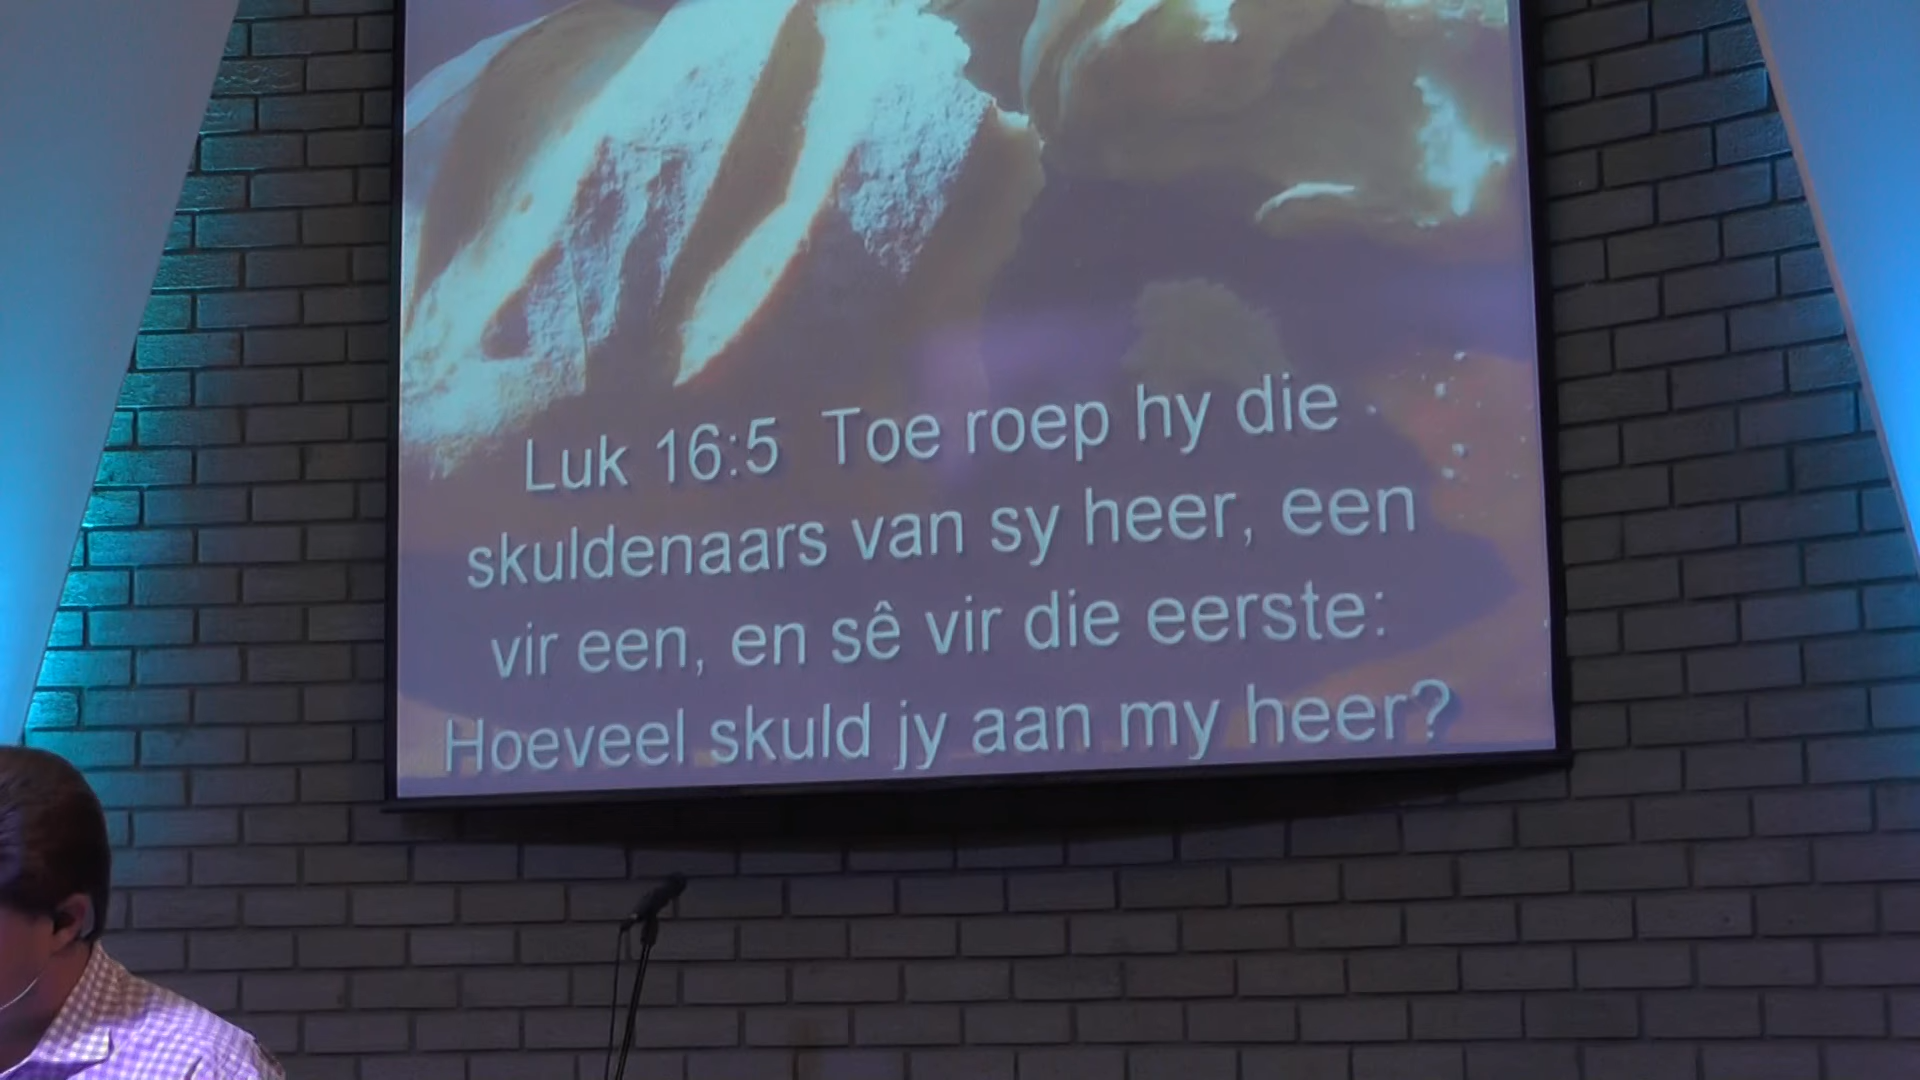 Luk 16:5 Toe roep hy die
skuldenaars van sy heer, een
vir een, en sê vir die eerste:
Hoeveel skuld jy aan my heer?